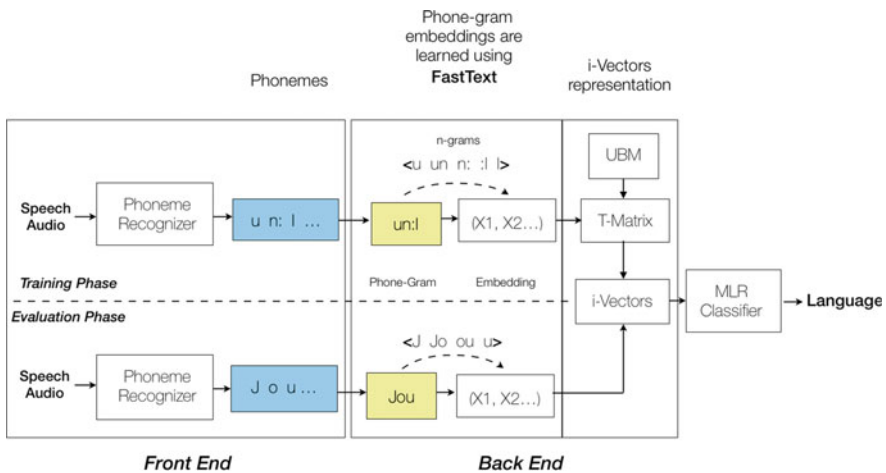 Phone-gram
embeddings are
learned using
FastText
Phonemes
i-Vectors
representation
n-grams
<u un n: :l l>
UBM
Speech
Audio
Phoneme
Recognizer
u n: l ...
un:l
(X1, X2...)
T-Matrix
Training Phase
Phone-Gram
Embedding
i-Vectors
MLR
Classifier
Language
Evaluation Phase
<J Jo ou u>
Speech
Audio
Phoneme
Recognizer
J o u ...
Jou
(X1, X2...)
Front End
Back End